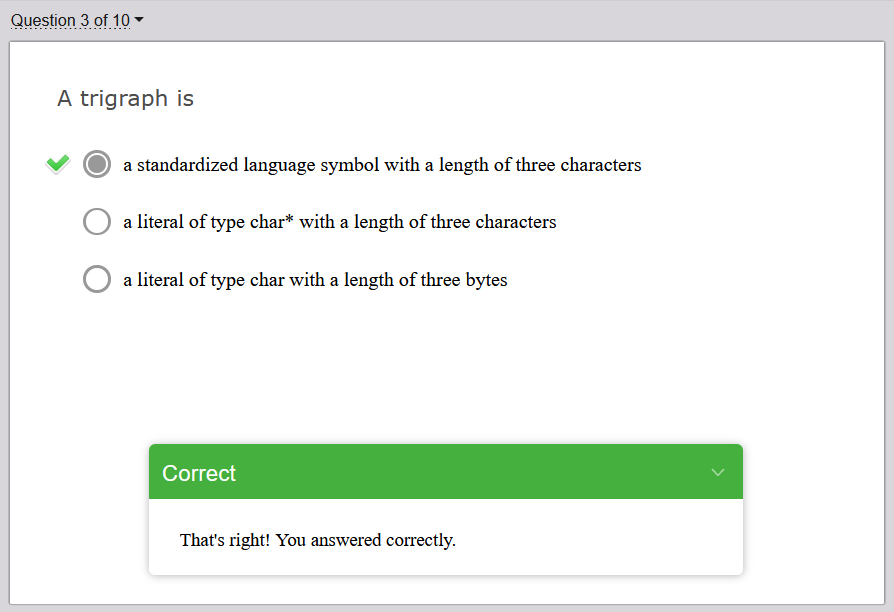 Question 3 of 10
A trigraph is
a standardized language symbol with a length of three characters
a literal of type char* with a length of three characters
a literal of type char with a length of three bytes
Correct
That's right! You answered correctly.